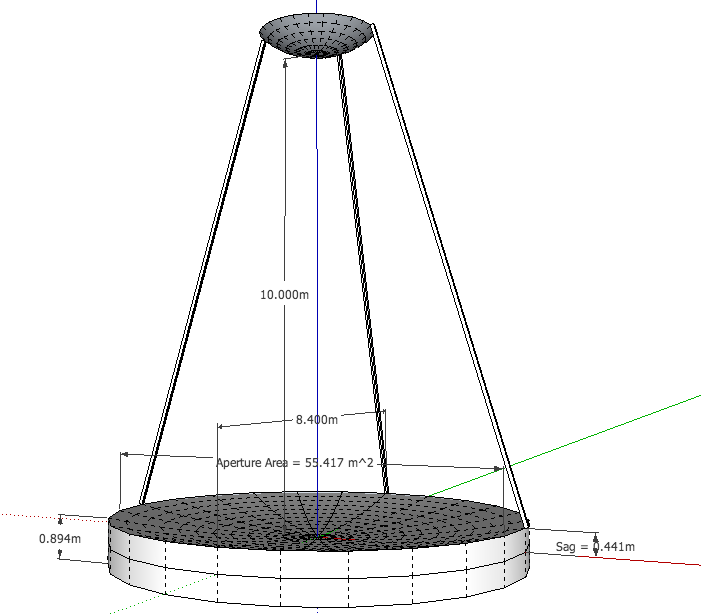 10.000m
8.400m
Aperture Area = 55.417 m^2
0.894m
Sag = 0.441m